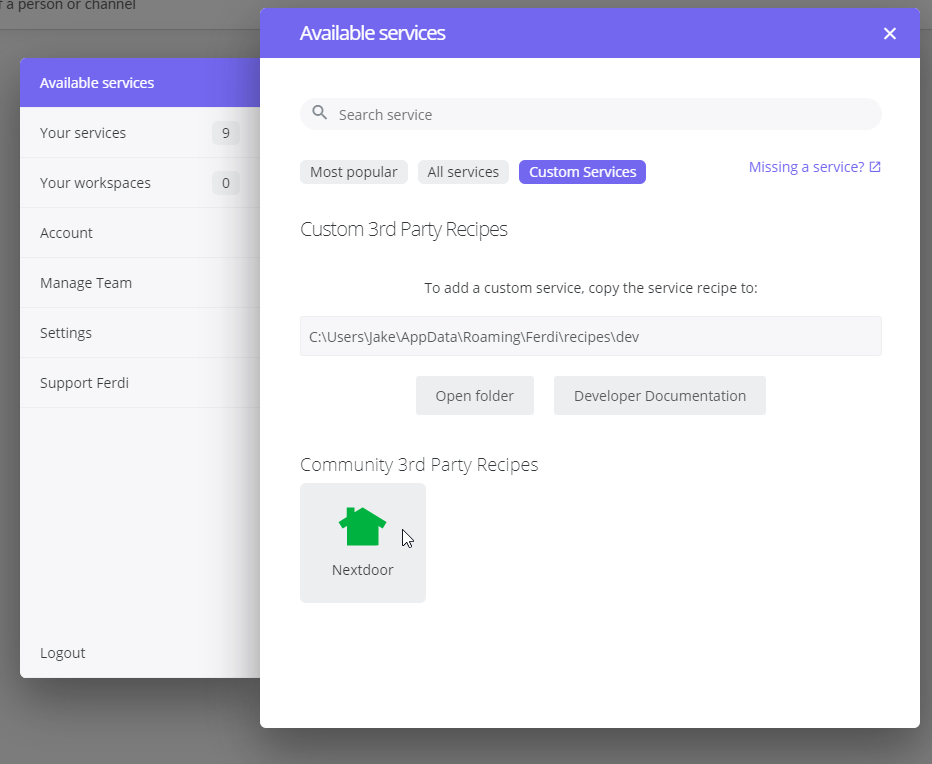 a person or channel
Available services
Available services
Your services 9
Your workspaces 0
Account
Manage Team
Settings
Support Ferdi
Logout
Search service
Most popular All services Custom Services Missing a service?
Custom 3rd Party Recipes
To add a custom service, copy the service recipe to:
C:\Users\Jake\AppData\Roaming\Ferdi\recipes\dev
Open folder Developer Documentation
Community 3rd Party Recipes
Nextdoor